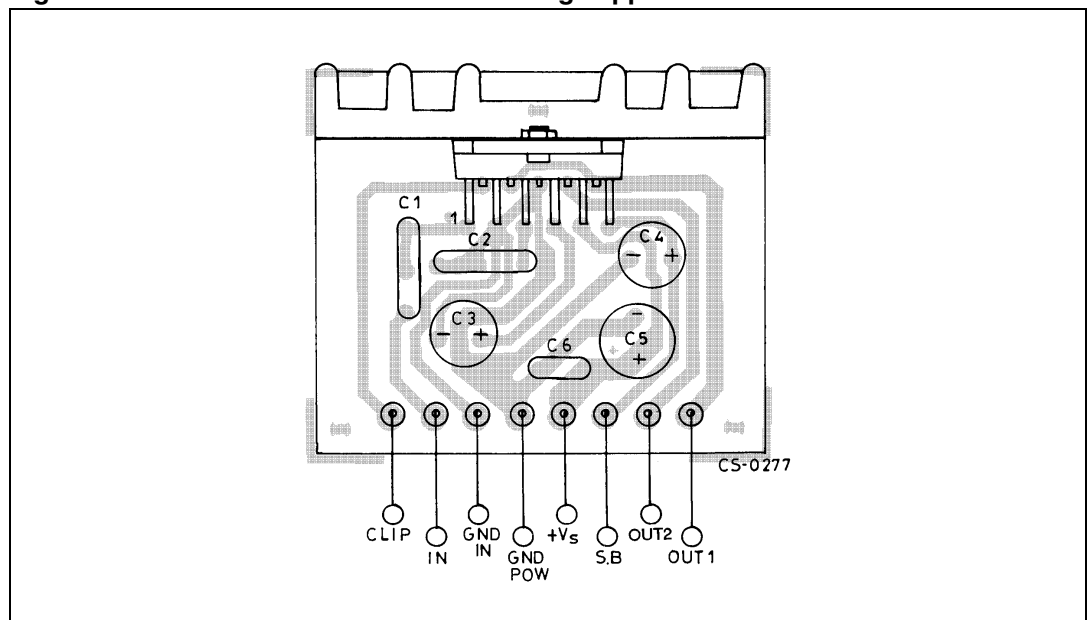 C1
1
C2
C4
- +
C3
- +
-
C5
+
+
C6
CS-0277
CLIP
IN
GND
IN
GND
POW
+Vs
S.B
OUT2
OUT1